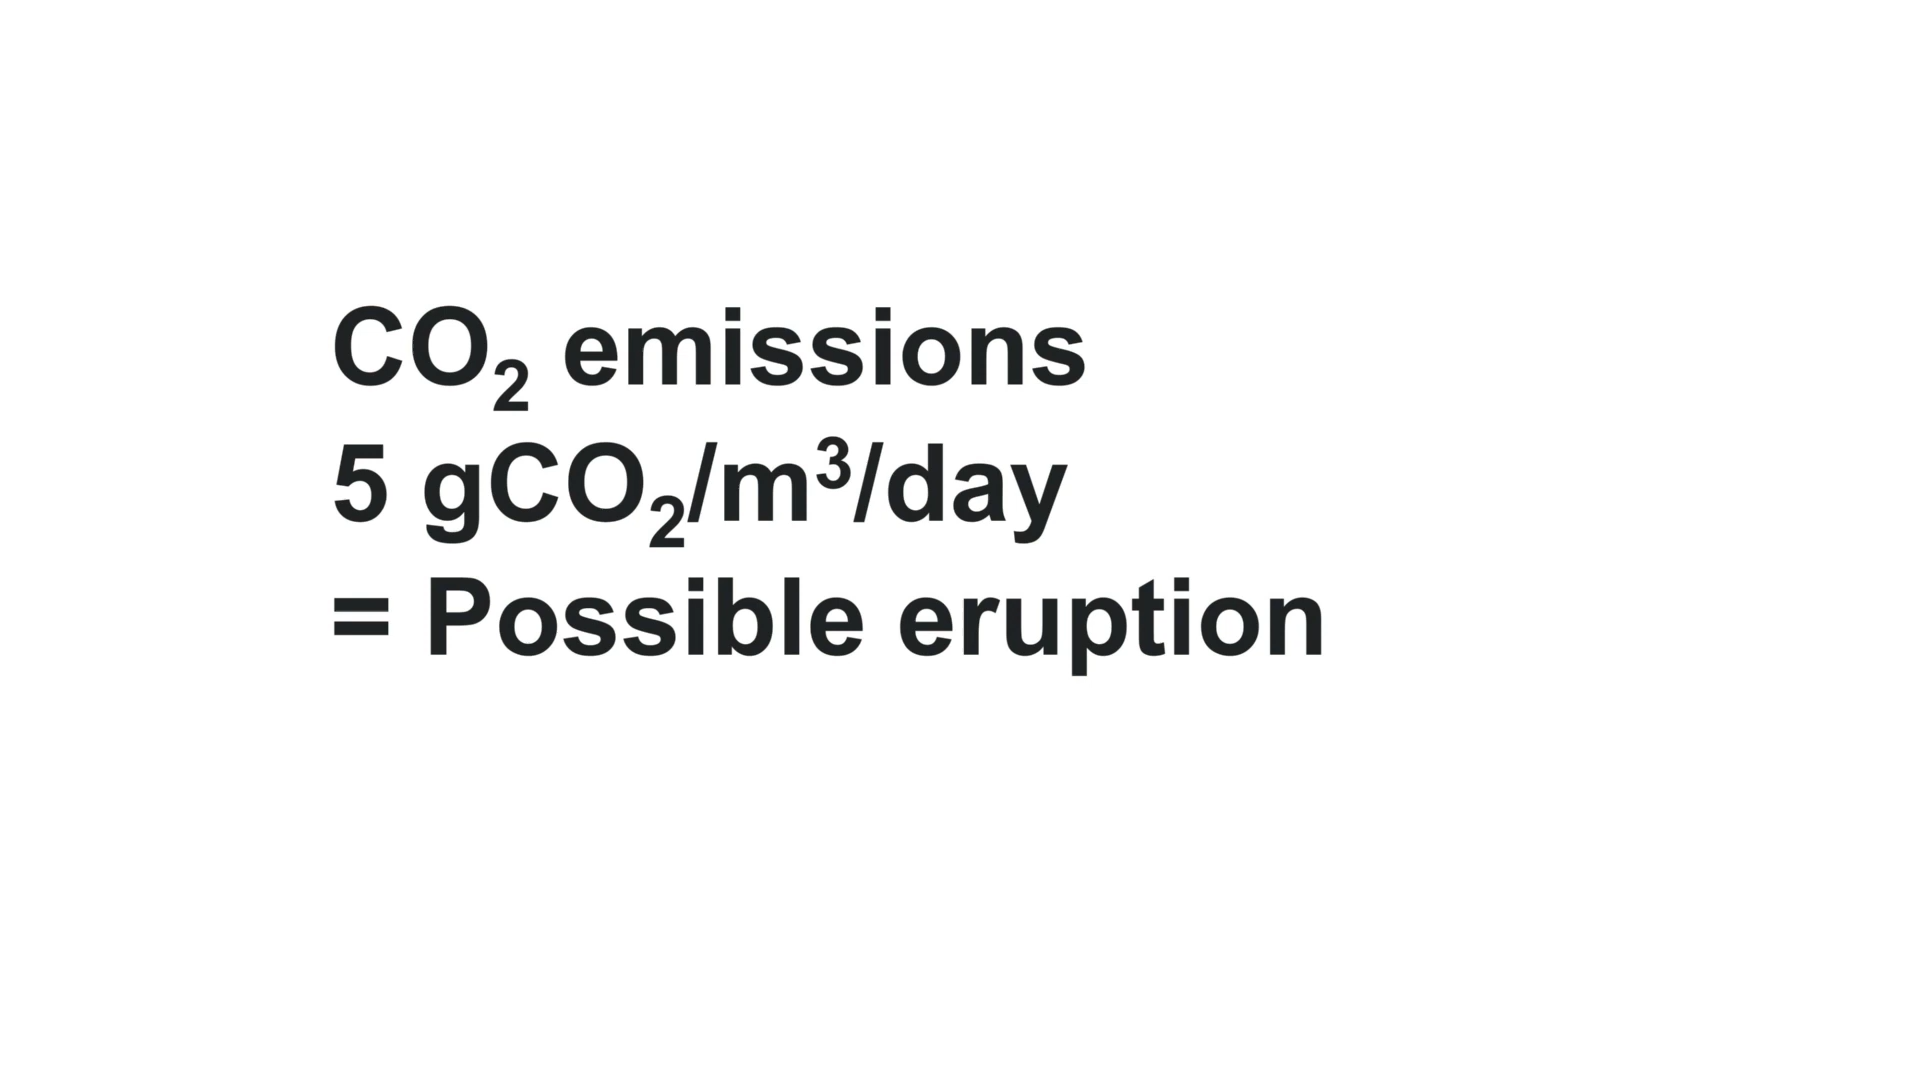 CO₂ emissions
5 gCO₂/m³/day
= Possible eruption